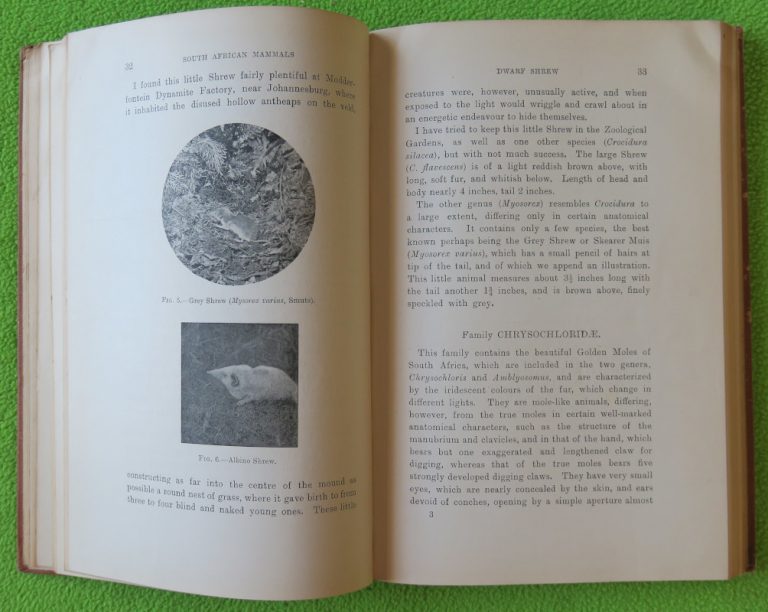 32
SOUTH AFRICAN MAMMALS
I found this little Shrew fairly plentiful at Modder-
fontein Dynamite Factory, near Johannesburg, where
it inhabited the disused hollow antheaps on the veld,
FIG. 5.—Grey Shrew (Myosorex varius, Smuts).
FIG. 6.—Albino Shrew.
constructing as far into the centre of the mound as
possible a round nest of grass, where it gave birth to from
three to four blind and naked young ones. These little
DWARF SHREW 33
creatures were, however, unusually active, and when
exposed to the light would wriggle and crawl about in
an energetic endeavour to hide themselves.
I have tried to keep this little Shrew in the Zoological
Gardens, as well as one other species (Crocidura
silacea), but with not much success. The large Shrew
(C. flavescens) is of a light reddish brown above, with
long, soft fur, and whitish below. Length of head and
body nearly 4 inches, tail 2 inches.
The other genus (Myosorex) resembles Crocidura to
a large extent, differing only in certain anatomical
characters. It contains only a few species, the best
known perhaps being the Grey Shrew or Skearer Muis
(Myosorex varius), which has a small pencil of hairs at
tip of the tail, and of which we append an illustration.
This little animal measures about 3½ inches long with
the tail another 1¾ inches, and is brown above, finely
speckled with grey.
Family CHRYSOCHLORIDÆ.
This family contains the beautiful Golden Moles of
South Africa, which are included in the two genera,
Chrysochloris and Amblysomus, and are characterized
by the iridescent colours of the fur, which change in
different lights. They are mole-like animals, differing,
however, from the true moles in certain well-marked
anatomical characters, such as the structure of the
manubrium and clavicles, and in that of the hand, which
bears but one exaggerated and lengthened claw for
digging, whereas that of the true moles bears five
strongly developed digging claws. They have very small
eyes, which are nearly concealed by the skin, and ears
devoid of conches, opening by a simple aperture almost
3